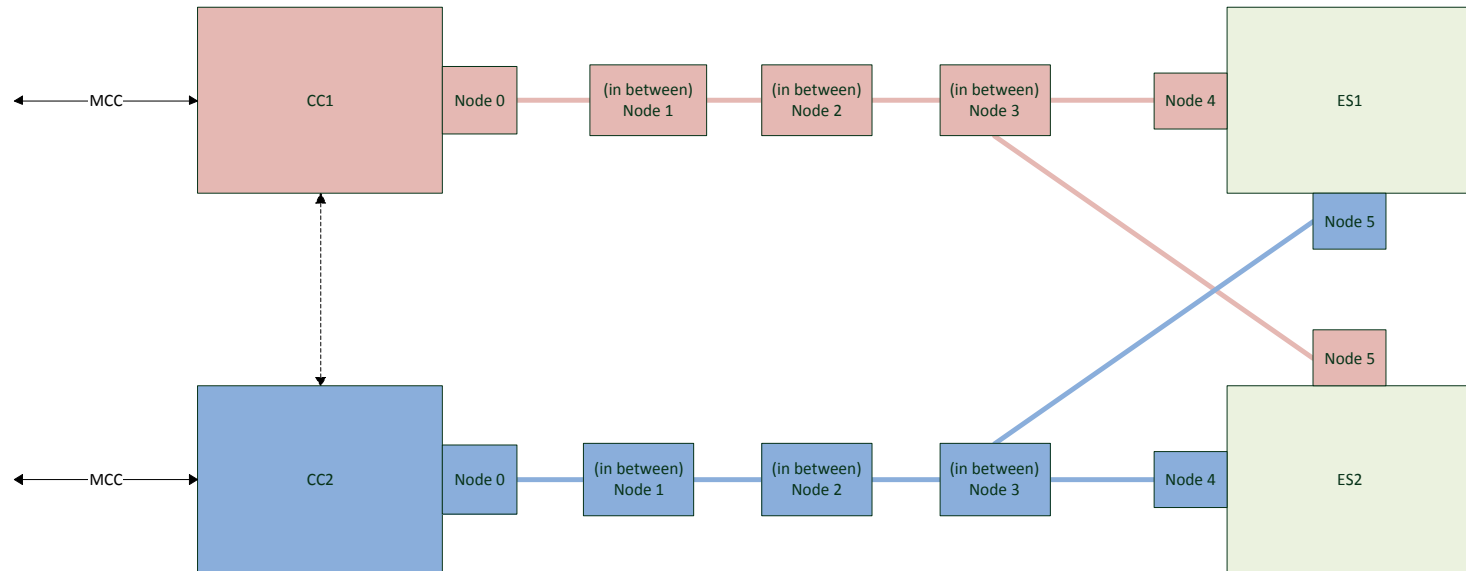 MCC
CC1
Node 0
(in between)
Node 1
(in between)
Node 2
(in between)
Node 3
Node 4
ES1
Node 5
Node 5
MCC
CC2
Node 0
(in between)
Node 1
(in between)
Node 2
(in between)
Node 3
Node 4
ES2